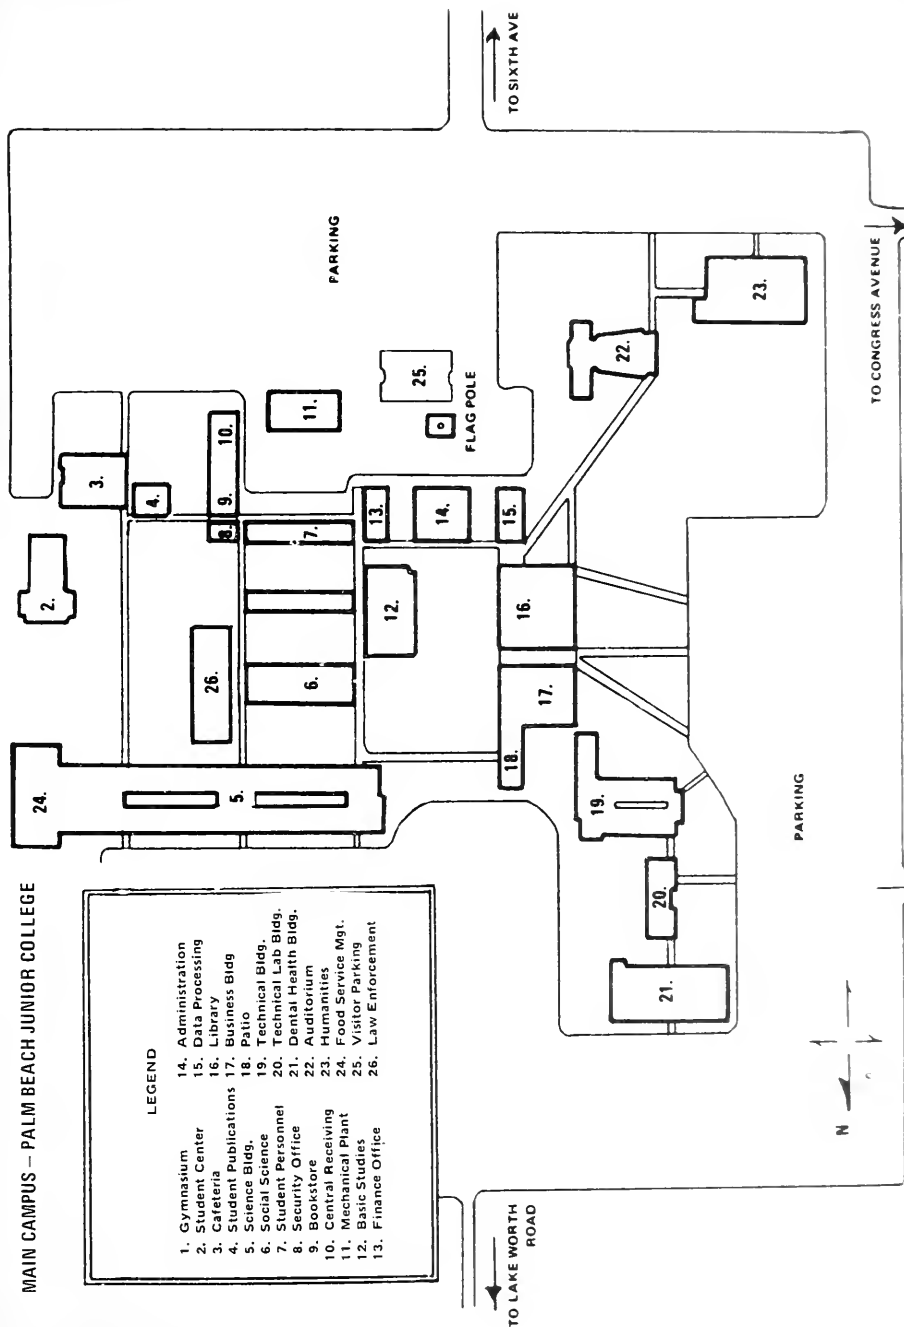 MAIN CAMPUS – PALM BEACH JUNIOR COLLEGE
LEGEND
1. Gymnasium
2. Student Center
3. Cafeteria
4. Student Publications
5. Science Bldg.
6. Social Science
7. Student Personnel
8. Security Office
9. Bookstore
10. Central Receiving
11. Mechanical Plant
12. Basic Studies
13. Finance Office
14. Administration
15. Data Processing
16. Library
17. Business Bldg
18. Patio
19. Technical Bldg.
20. Technical Lab Bldg.
21. Dental Health Bldg.
22. Auditorium
23. Humanities
24. Food Service Mgt.
25. Visitor Parking
26. Law Enforcement
24.
2.
3.
4.
5.
26.
8.
9.
10.
6.
7.
11.
PARKING
12.
13.
14.
15.
25.
FLAG POLE
TO SIXTH AVE
18.
17.
16.
19.
20.
21.
22.
23.
PARKING
TO CONGRESS AVENUE
TO LAKE WORTH
ROAD
N